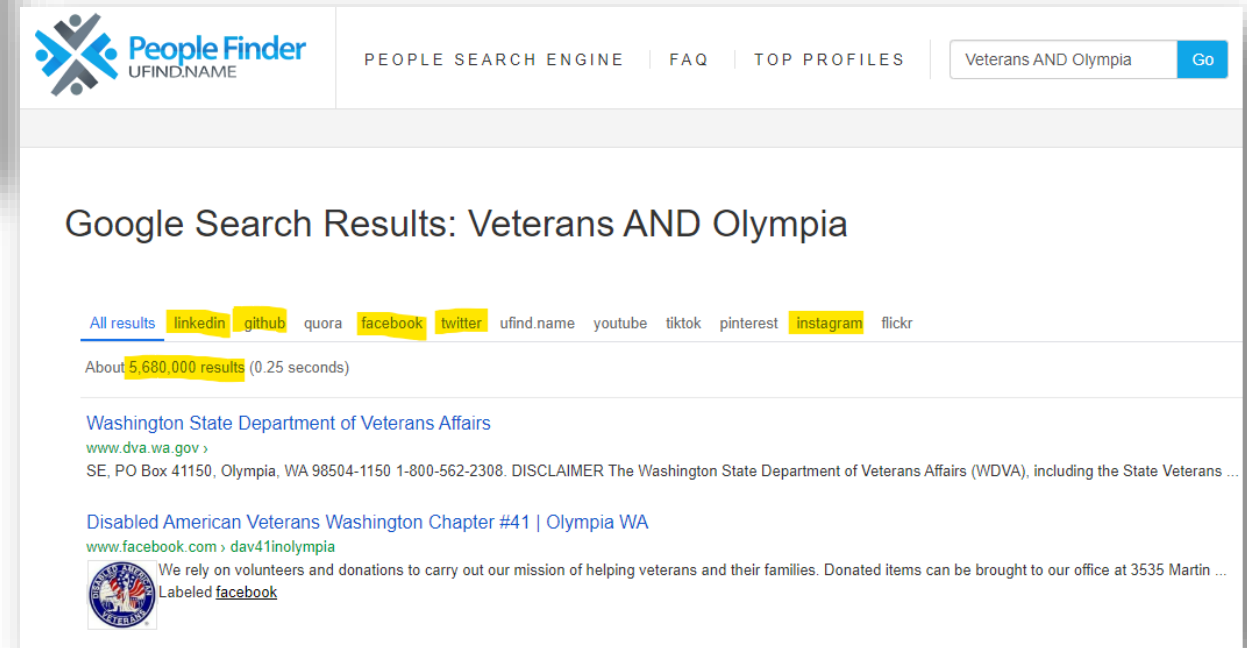 People Finder
UFIND.NAME
PEOPLE SEARCH ENGINE
FAQ
TOP PROFILES
Veterans AND Olympia
Go
Google Search Results: Veterans AND Olympia
All results linkedin github quora facebook twitter ufind.name youtube tiktok pinterest instagram flickr
About 5,680,000 results (0.25 seconds)
Washington State Department of Veterans Affairs
www.dva.wa.gov ›
SE, PO Box 41150, Olympia, WA 98504-1150 1-800-562-2308. DISCLAIMER The Washington State Department of Veterans Affairs (WDVA), including the State Veterans ...
Disabled American Veterans Washington Chapter #41 | Olympia WA
www.facebook.com › dav41inolympia
We rely on volunteers and donations to carry out our mission of helping veterans and their families. Donated items can be brought to our office at 3535 Martin ...
Labeled facebook
DISABLED AMERICAN
VETERANS